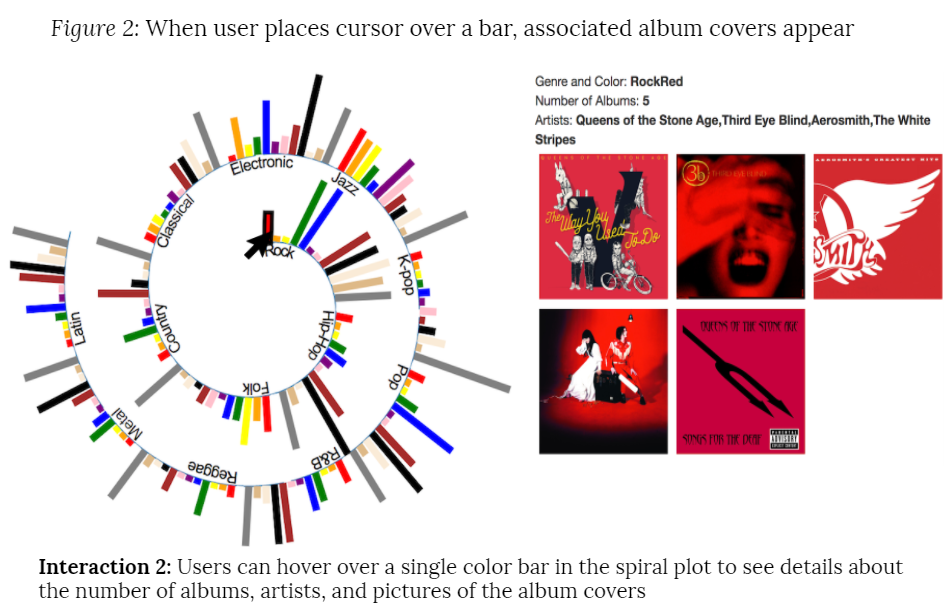 Figure 2: When user places cursor over a bar, associated album covers appear
Genre and Color: RockRed
Number of Albums: 5
Artists: Queens of the Stone Age,Third Eye Blind,Aerosmith,The White
Stripes
Electronic
Jazz
Classical
Rock
K-pop
Latin
Country
Hip-Hop
Folk
Pop
Metal
Reggae
R&B
QUEENS OF THE STONE AGE
The Way You
Used
To Do
3b
THIRD EYE BLIND
AEROSMITH'S GREATEST HITS
SMITH
QUEENS OF THE STONE AGE
SONGS FOR THE DEAF
PARENTAL
ADVISORY
EXPLICIT CONTENT
Interaction 2: Users can hover over a single color bar in the spiral plot to see details about
the number of albums, artists, and pictures of the album covers